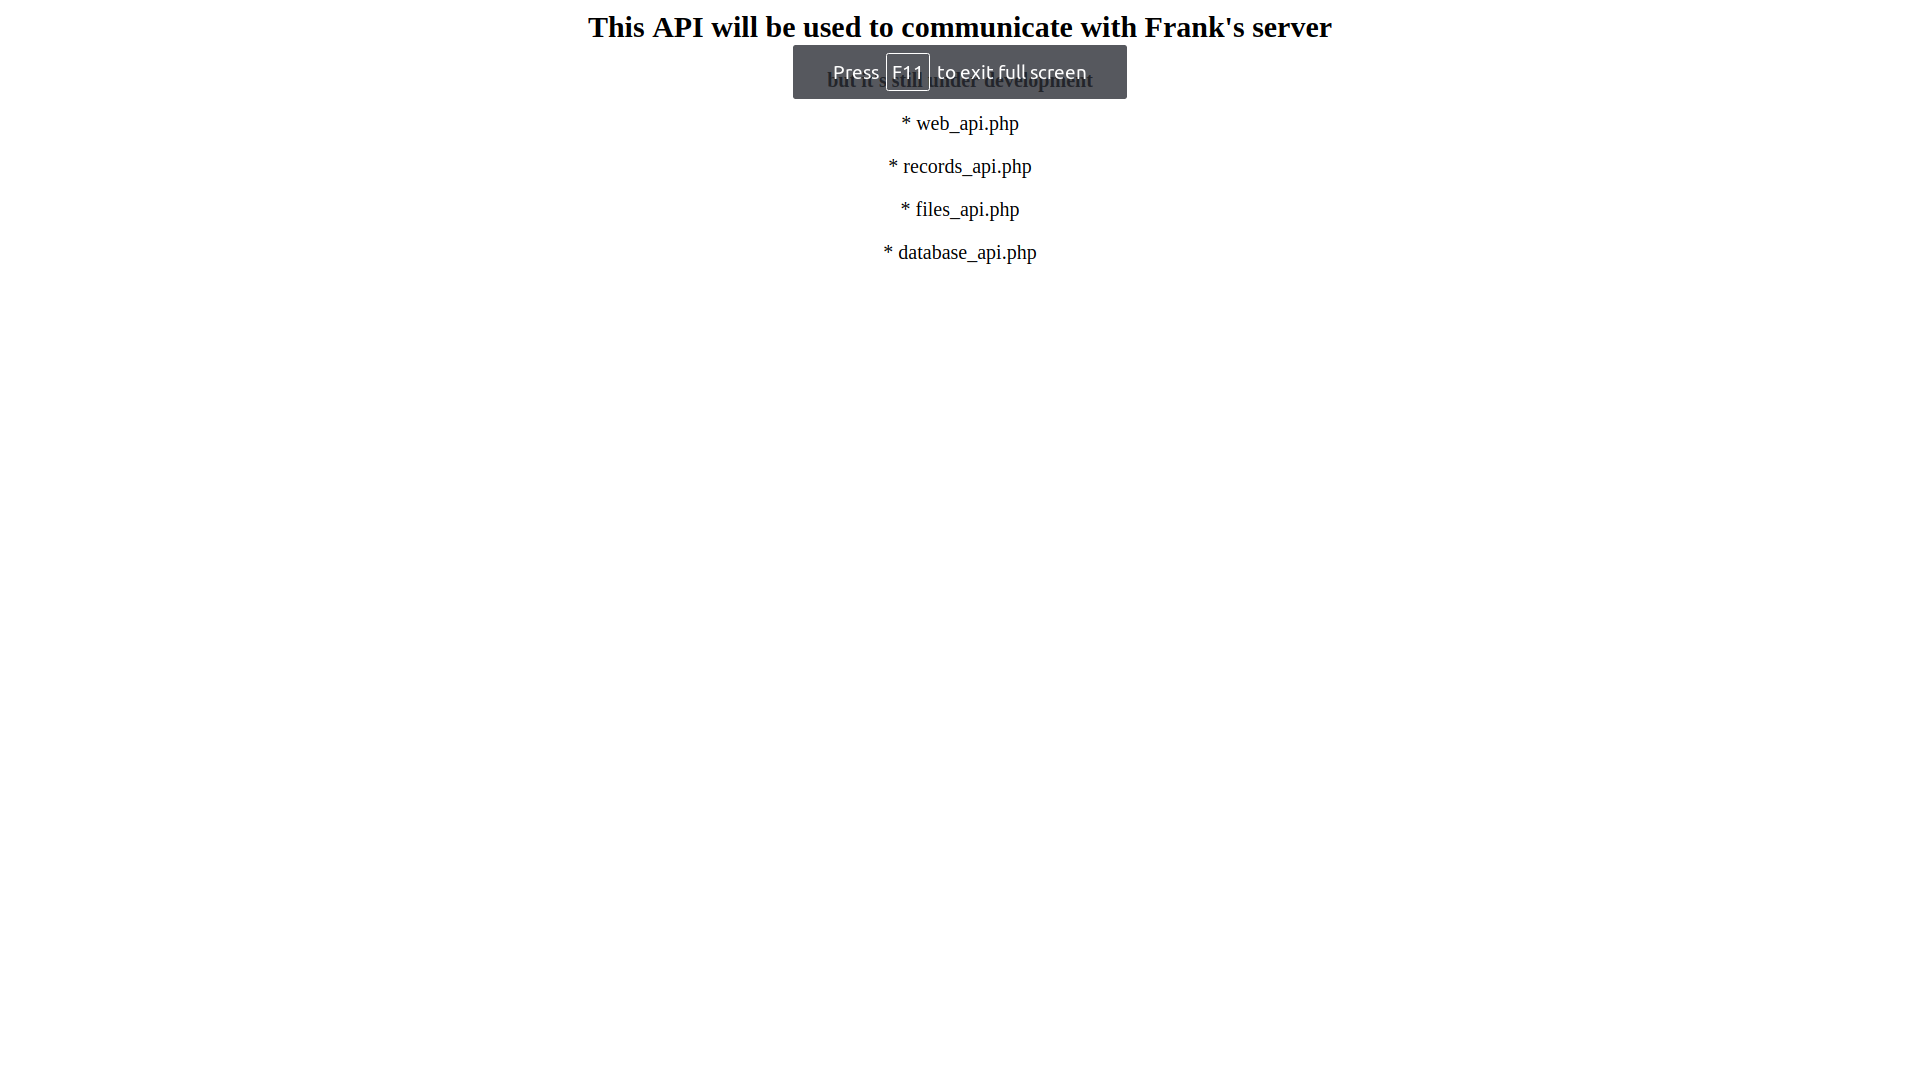 This API will be used to communicate with Frank's server
Press F11 to exit full screen
but it's still under development
* web_api.php
* records_api.php
* files_api.php
* database_api.php